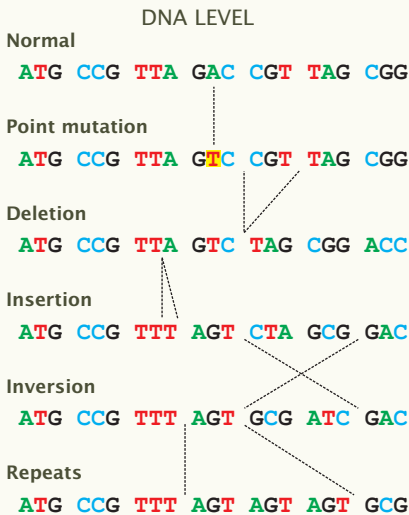 DNA LEVEL
Normal
ATG CCG TTA GAC CGT TAG CGG
Point mutation
ATG CCG TTA GTC CGT TAG CGG
Deletion
ATG CCG TTA GTC TAG CGG ACC
Insertion
ATG CCG TTT AGT CTA GCG GAC
Inversion
ATG CCG TTT AGT GCG ATC GAC
Repeats
ATG CCG TTT AGT AGT AGT GCG